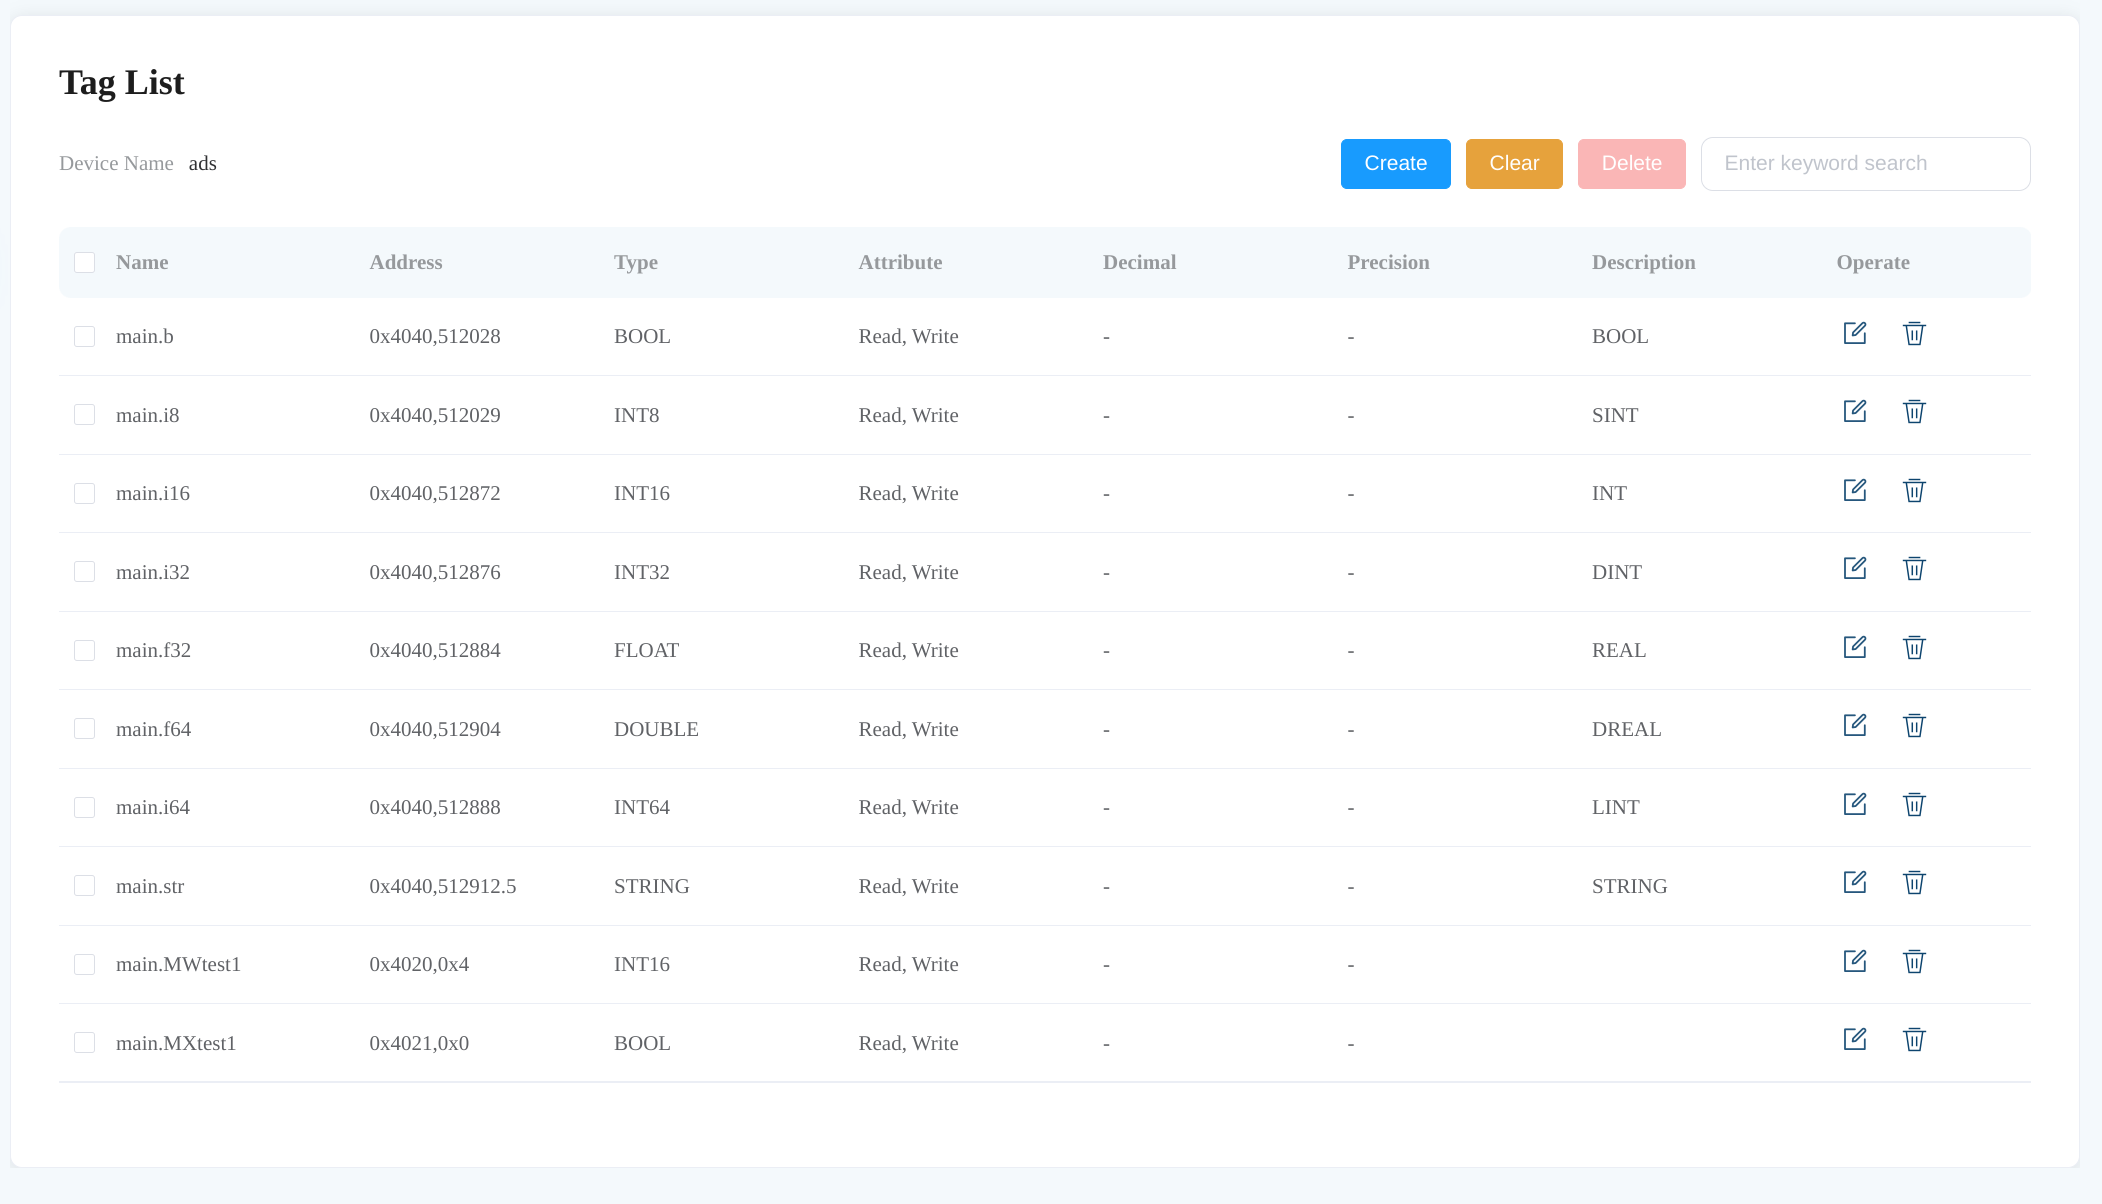 Tag List
Device Name ads Create Clear Delete Enter keyword search
Name Address Type Attribute Decimal Precision Description Operate
main.b 0x4040,512028 BOOL Read, Write - - BOOL
main.i8 0x4040,512029 INT8 Read, Write - - SINT
main.i16 0x4040,512872 INT16 Read, Write - - INT
main.i32 0x4040,512876 INT32 Read, Write - - DINT
main.f32 0x4040,512884 FLOAT Read, Write - - REAL
main.f64 0x4040,512904 DOUBLE Read, Write - - DREAL
main.i64 0x4040,512888 INT64 Read, Write - - LINT
main.str 0x4040,512912.5 STRING Read, Write - - STRING
main.MWtest1 0x4020,0x4 INT16 Read, Write - -
main.MXtest1 0x4021,0x0 BOOL Read, Write - -